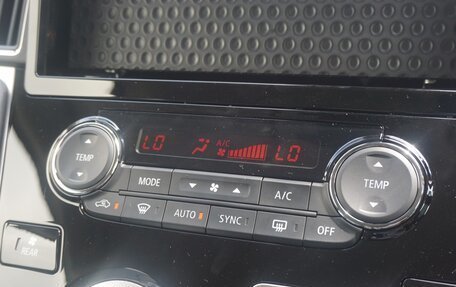 LO A/C LO
TEMP
TEMP
MODE A/C
AUTO SYNC OFF
REAR